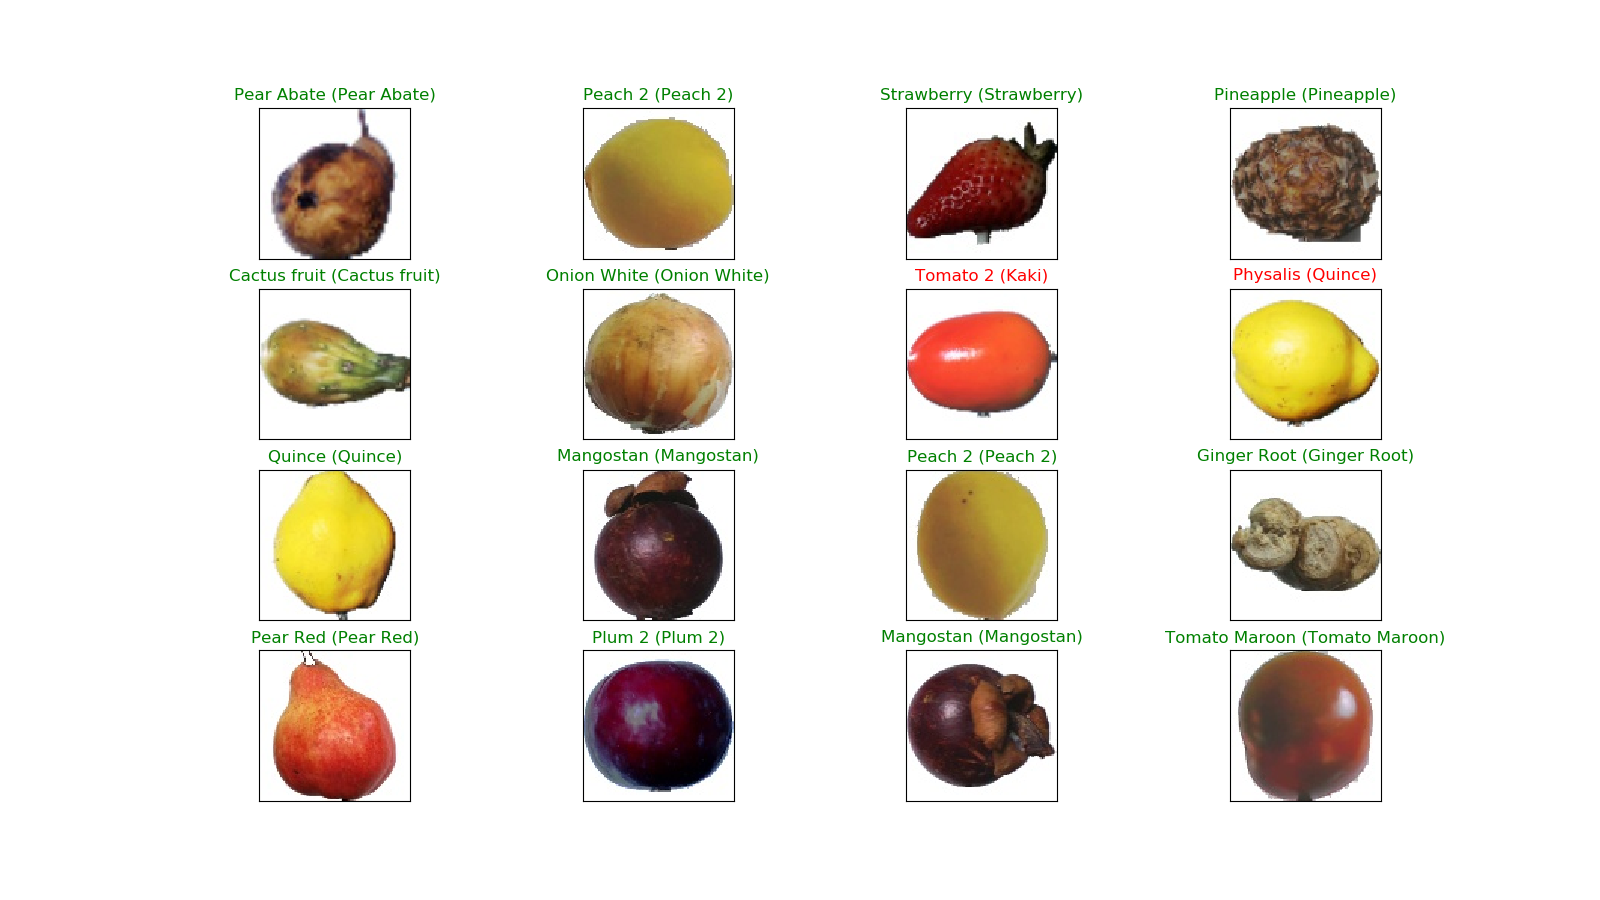 Pear Abate (Pear Abate)
Peach 2 (Peach 2)
Strawberry (Strawberry)
Pineapple (Pineapple)
Cactus fruit (Cactus fruit)
Onion White (Onion White)
Tomato 2 (Kaki)
Physalis (Quince)
Quince (Quince)
Mangostan (Mangostan)
Peach 2 (Peach 2)
Ginger Root (Ginger Root)
Pear Red (Pear Red)
Plum 2 (Plum 2)
Mangostan (Mangostan)
Tomato Maroon (Tomato Maroon)